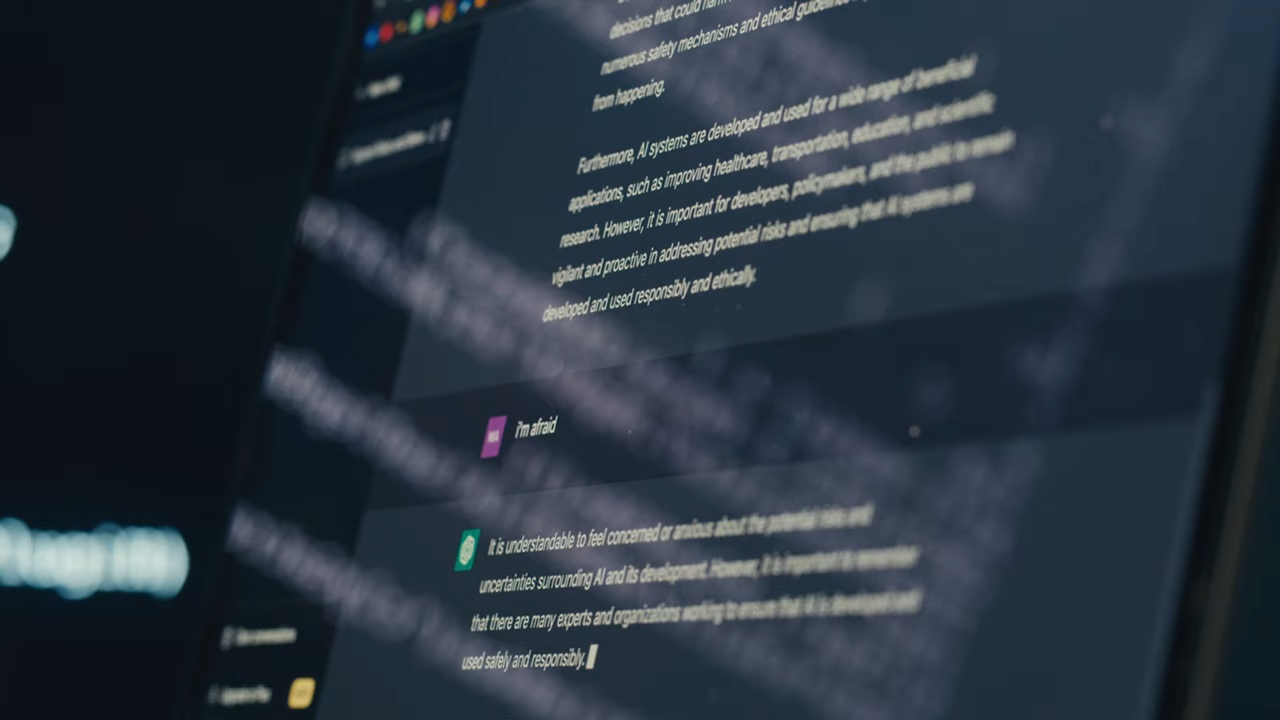 decisions that could harm
numerous safety mechanisms and ethical guidelines
from happening.
Furthermore, AI systems are developed and used for a wide range of beneficial
applications, such as improving healthcare, transportation, education, and scientific
research. However, it is important for developers, policymakers, and the public to remain
vigilant and proactive in addressing potential risks and ensuring that AI systems are
developed and used responsibly and ethically.
i'm afraid
It is understandable to feel concerned or anxious about the potential risks and
uncertainties surrounding AI and its development. However, it is important to remember
that there are many experts and organizations working to ensure that AI is developed and
used safely and responsibly.